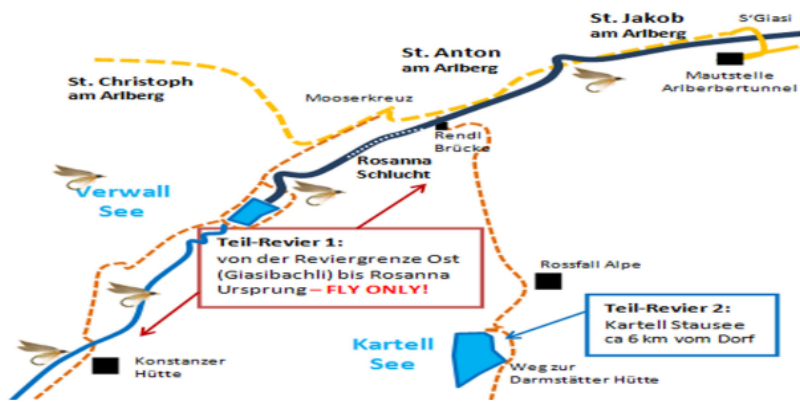 St. Jakob
am Arlberg
S'Giasi
St. Anton
am Arlberg
Mautstelle
Arlberbertunnel
St. Christoph
am Arlberg
Mooserkreuz
Rendl
Brücke
Rosanna
Schlucht
Verwall
See
Teil-Revier 1:
von der Reviergrenze Ost
(Giasibachli) bis Rosanna
Ursprung – FLY ONLY!
Rossfall Alpe
Teil-Revier 2:
Kartell Stausee
ca 6 km vom Dorf
Kartell
See
Konstanzer
Hütte
Weg zur
Darmstätter Hütte